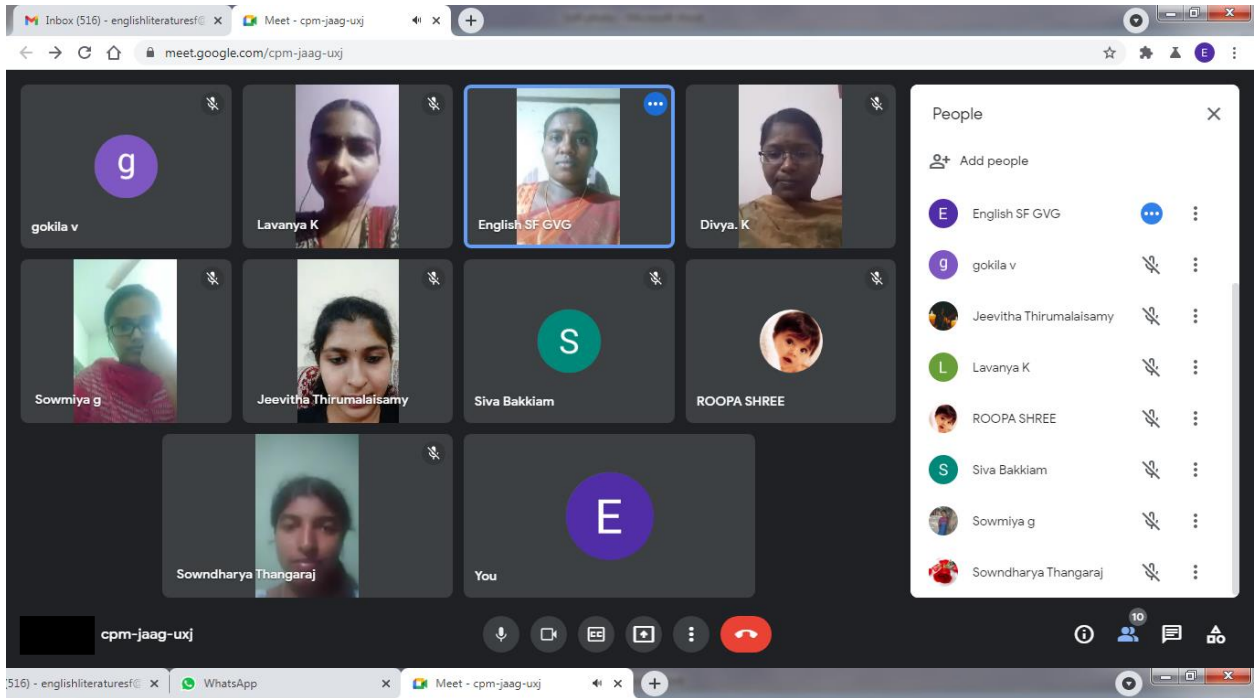 Inbox (516) - englishliteraturesf
Meet - cpm-jaag-uxj
meet.google.com/cpm-jaag-uxj
E
g
gokila v
Lavanya K
English SF GVG
Divya. K
Sowmiya g
Jeevitha Thirumalaisamy
S
Siva Bakkiam
ROOPA SHREE
Sowndharya Thangaraj
E
You
People
Add people
E English SF GVG
g gokila v
Jeevitha Thirumalaisamy
L Lavanya K
ROOPA SHREE
S Siva Bakkiam
Sowmiya g
Sowndharya Thangaraj
cpm-jaag-uxj
CC
10
516) - englishliteraturesf
WhatsApp
Meet - cpm-jaag-uxj